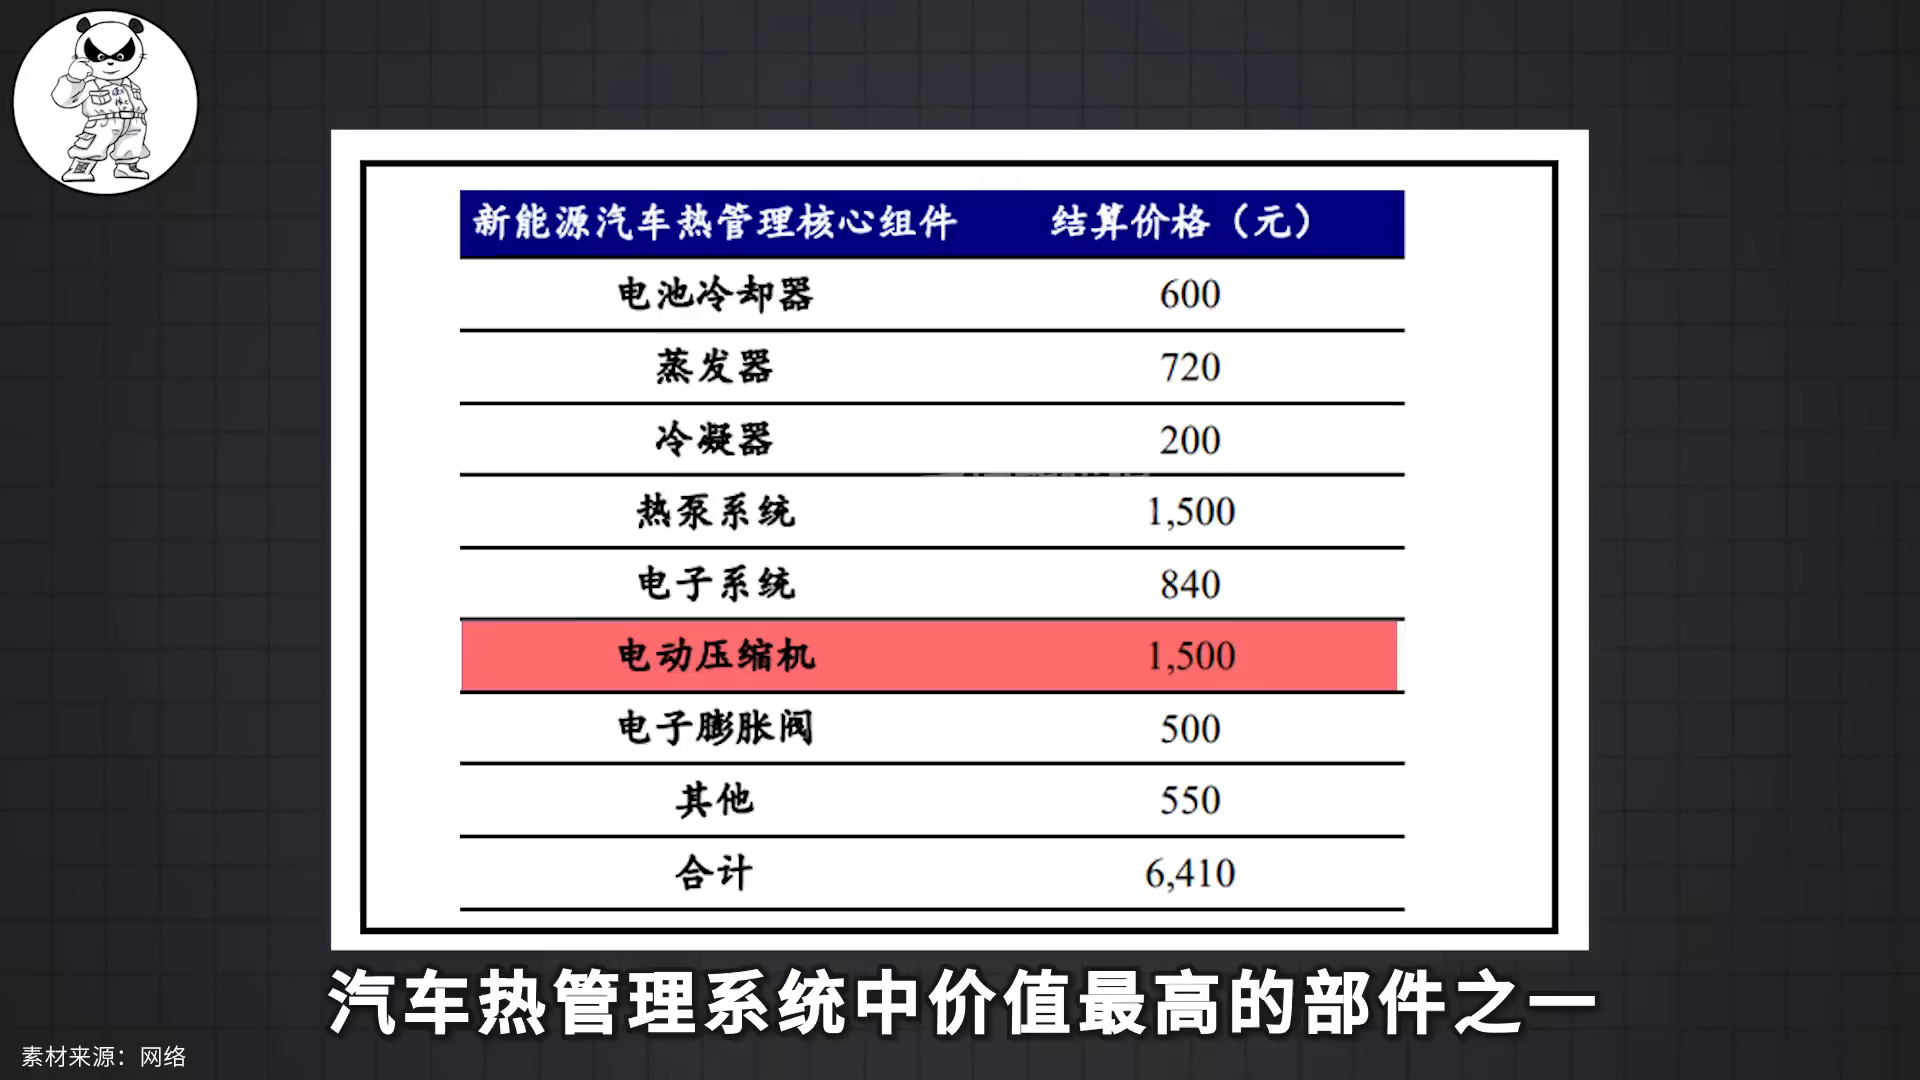 新能源汽车热管理核心组件 结算价格（元）
电池冷却器 600
蒸发器 720
冷凝器 200
热泵系统 1,500
电子系统 840
电动压缩机 1,500
电子膨胀阀 500
其他 550
合计 6,410
汽车热管理系统中价值最高的部件之一
素材来源：网络